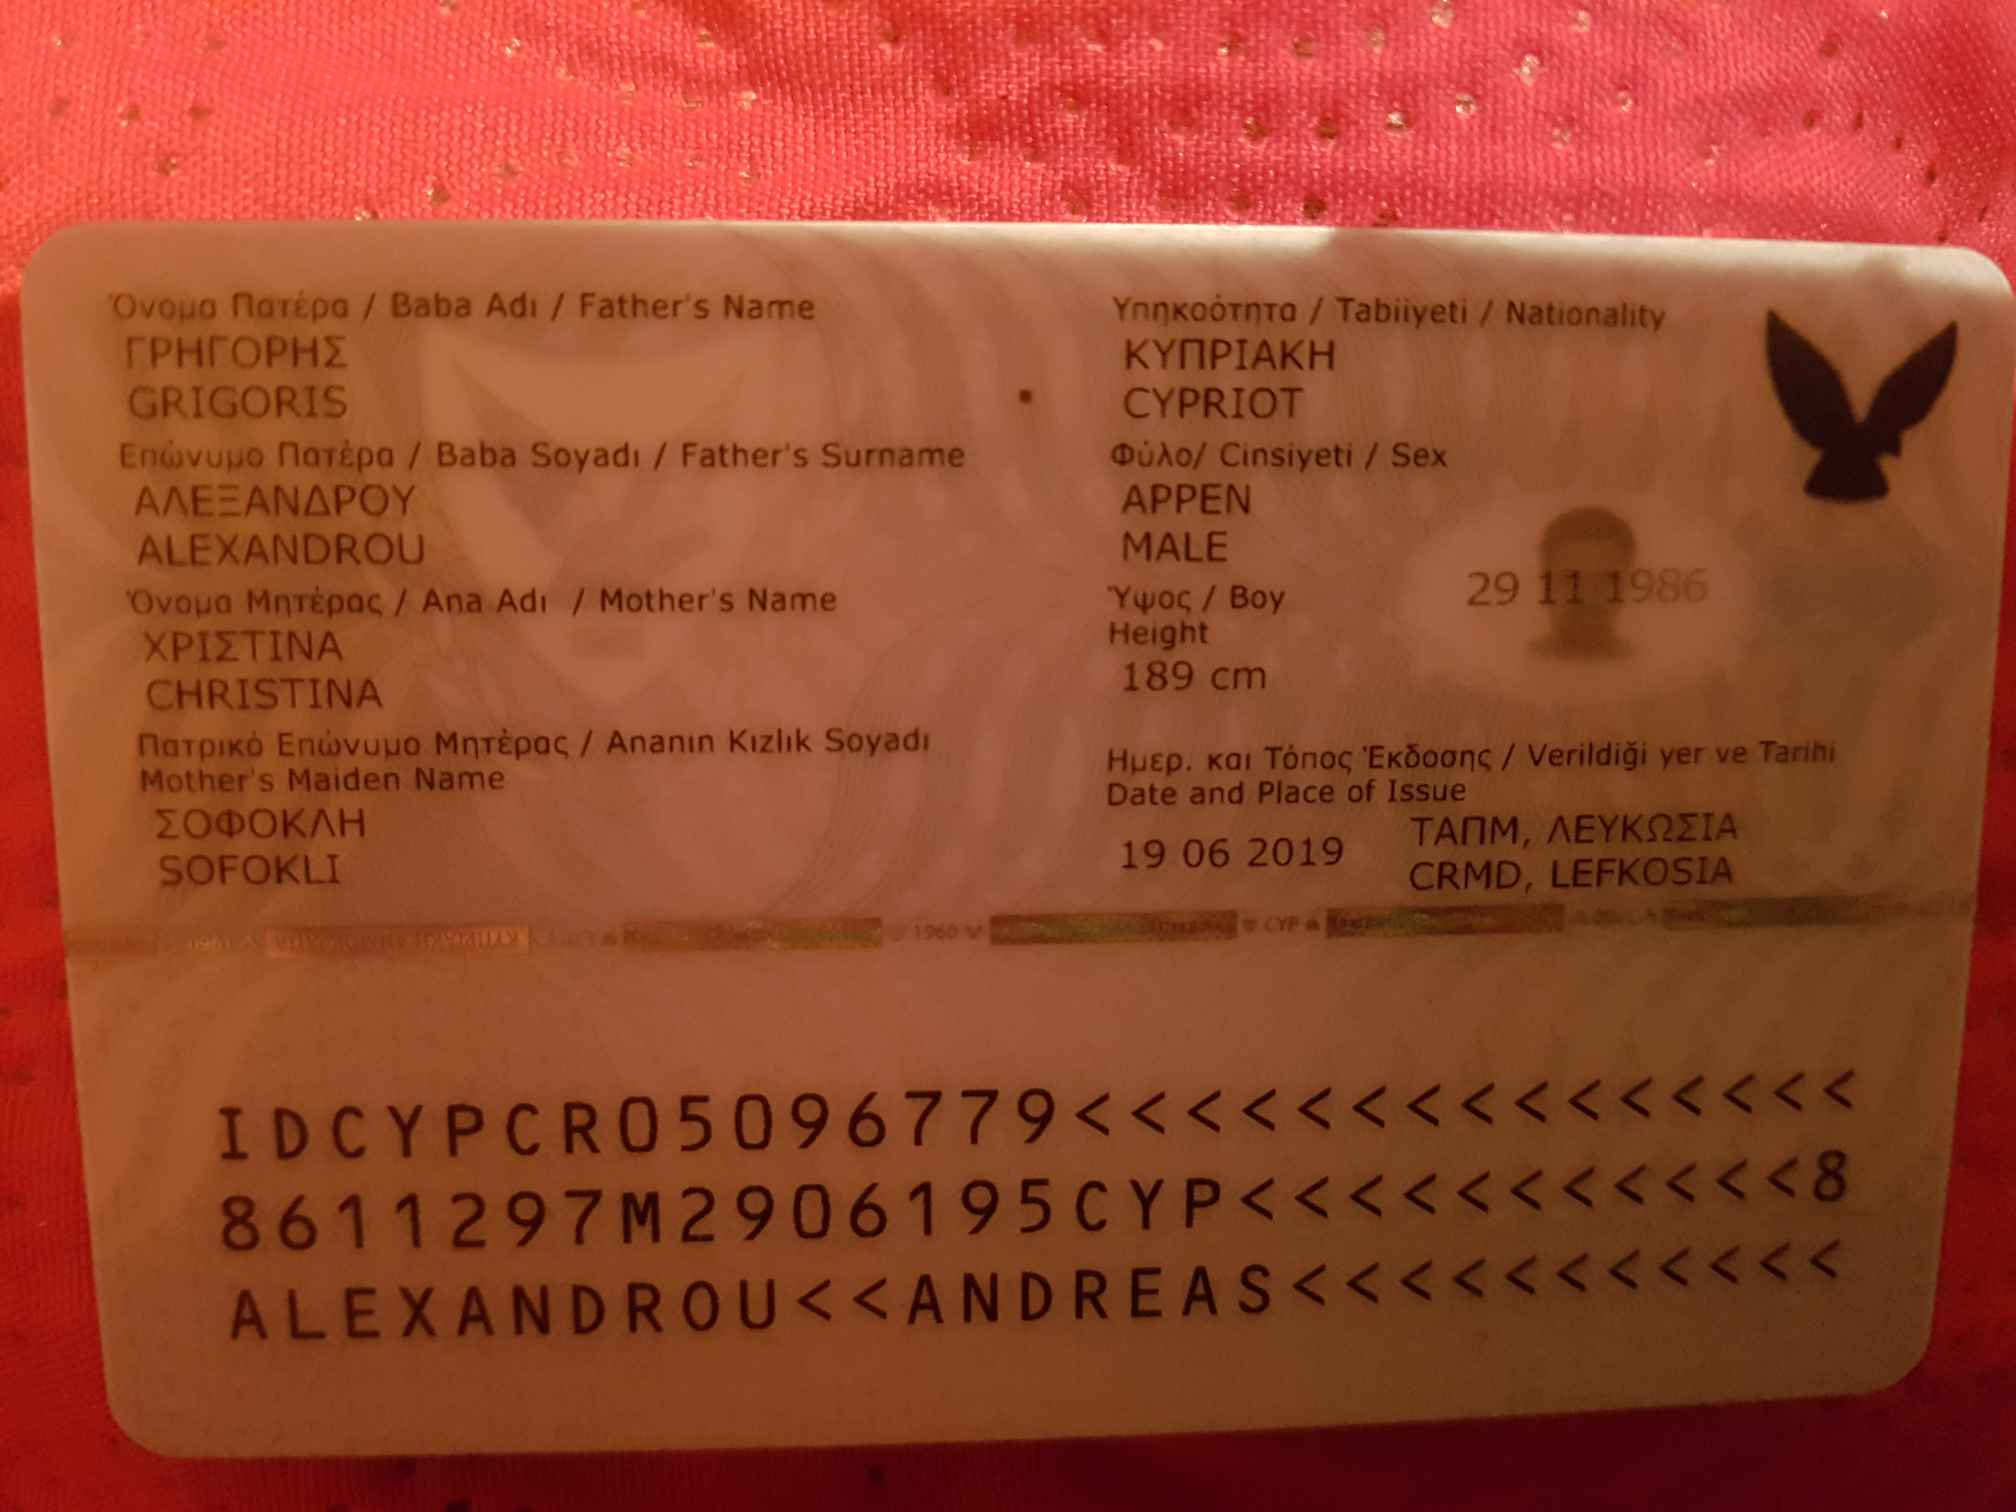 Όνομα Πατέρα / Baba Adı / Father's Name
ΓΡΗΓΟΡΗΣ
GRIGORIS
Επώνυμο Πατέρα / Baba Soyadı / Father's Surname
ΑΛΕΞΑΝΔΡΟΥ
ALEXANDROU
Όνομα Μητέρας / Ana Adı / Mother's Name
ΧΡΙΣΤΙΝΑ
CHRISTINA
Πατρικό Επώνυμο Μητέρας / Ananın Kızlık Soyadı
Mother's Maiden Name
ΣΟΦΟΚΛΗ
SOFOKLI
Υπηκοότητα / Tabiiyeti / Nationality
ΚΥΠΡΙΑΚΗ
CYPRIOT
Φύλο/ Cinsiyeti / Sex
ΑΡΡΕΝ
MALE
Ύψος / Boy
Height
189 cm
29 11 1986
Ημερ. και Τόπος Έκδοσης / Verildiği yer ve Tarihi
Date and Place of Issue
19 06 2019
ΤΑΠΜ, ΛΕΥΚΩΣΙΑ
CRMD, LEFKOSIA
1960 CYP
IDCYPCR05096779<<<<<<<<<<<<<<<
8611297M2906195CYP<<<<<<<<<<<8
ALEXANDROU<<ANDREAS<<<<<<<<<<<